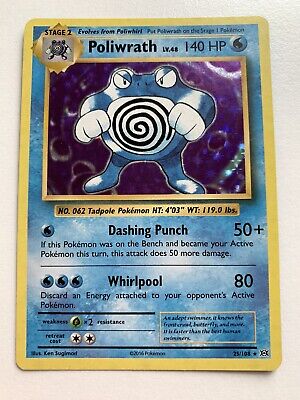 STAGE 2 Evolves from Poliwhirl Put Poliwrath on the Stage 1 Pokémon
Poliwrath LV.48 140 HP
NO. 062 Tadpole Pokémon HT: 4'03" WT: 119.0 lbs.
Dashing Punch 50+
If this Pokémon was on the Bench and became your Active
Pokémon this turn, this attack does 50 more damage.
Whirlpool 80
Discard an Energy attached to your opponent's Active
Pokémon.
weakness ×2 resistance
retreat
cost
An adept swimmer, it knows the
front crawl, butterfly, and more.
It is faster than the best
human swimmers.
Illus. Ken Sugimori ©2016 Pokémon 25/108 ★